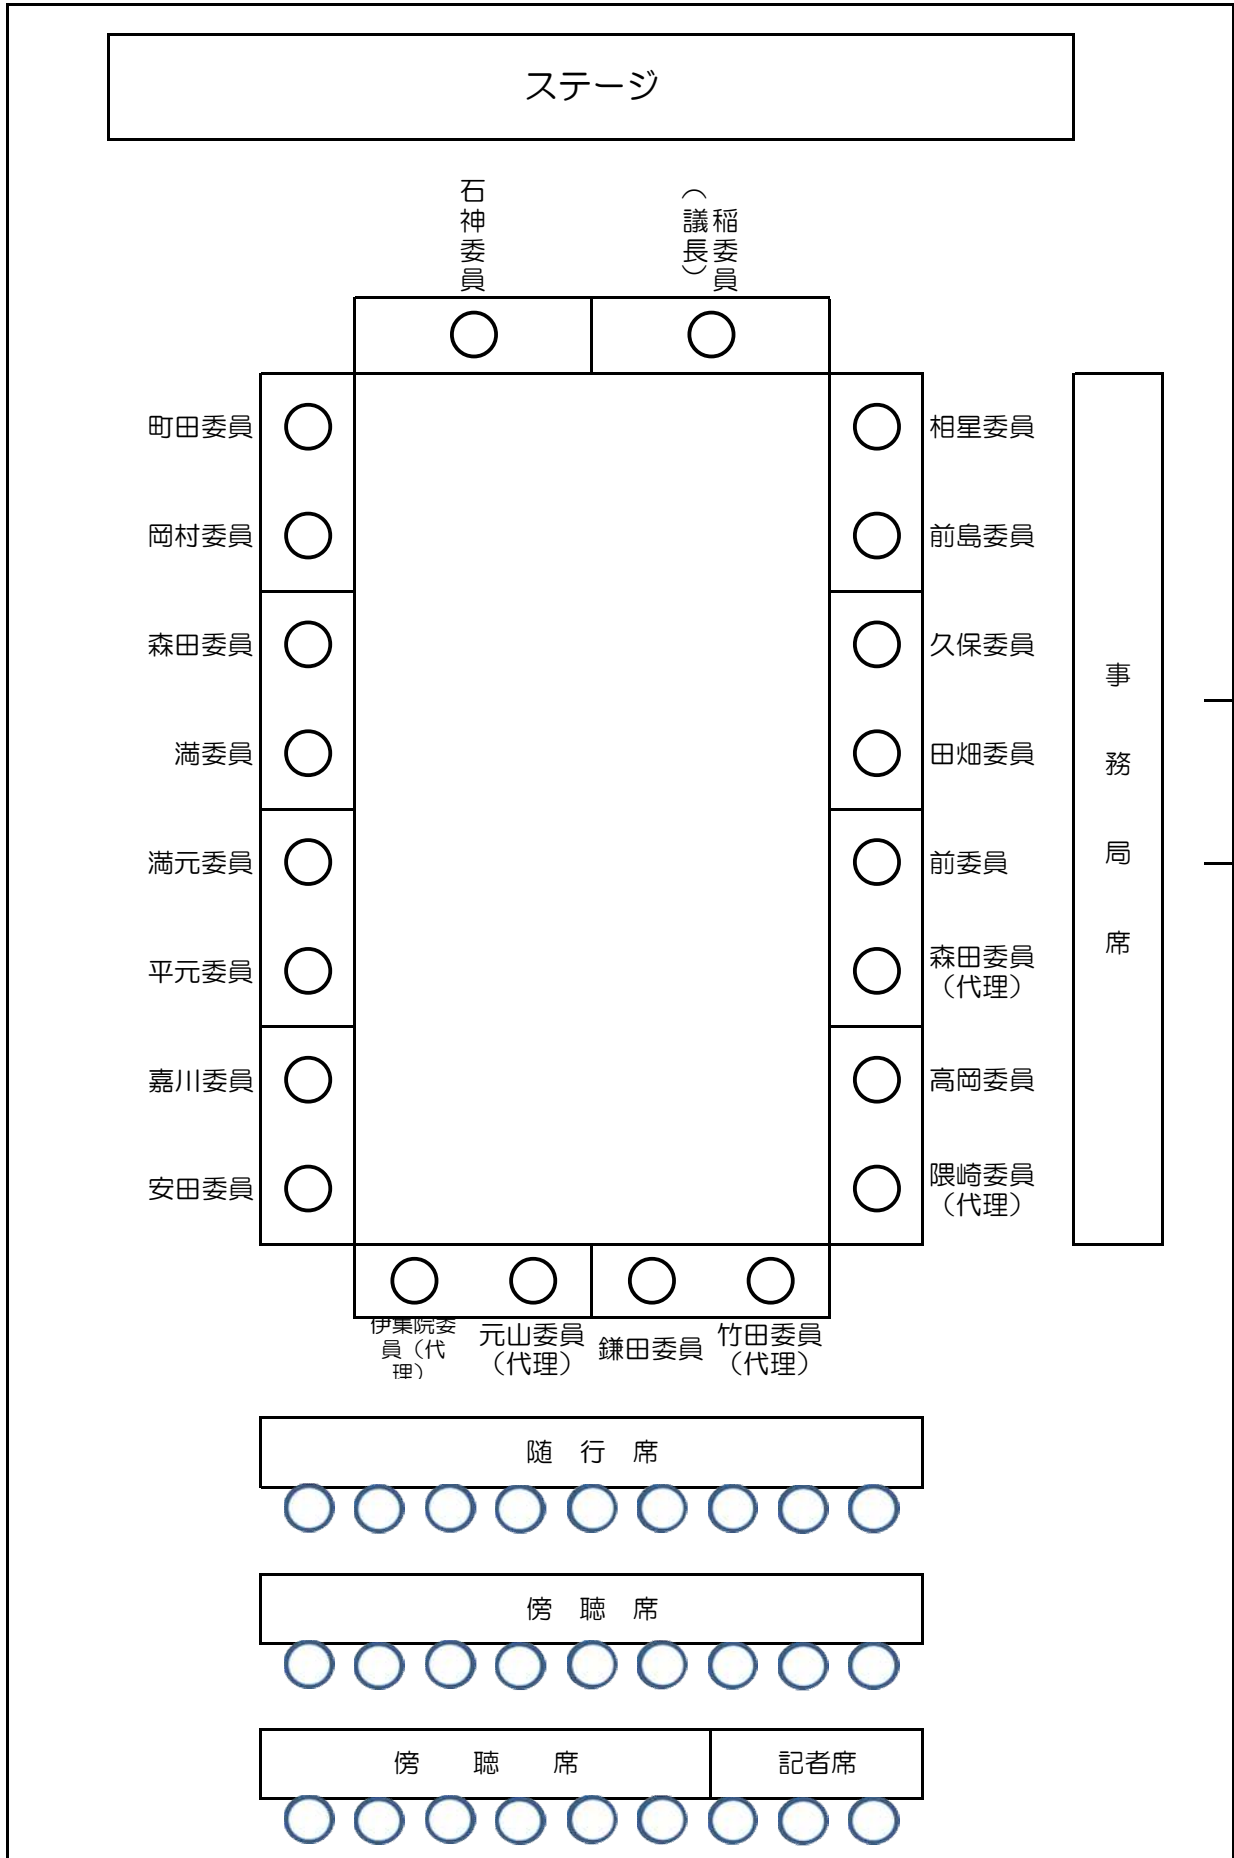 ステージ
石神委員
稲委員
（議長）
町田委員
相星委員
岡村委員
前島委員
森田委員
久保委員
満委員
田畑委員
満元委員
前委員
平元委員
森田委員
（代理）
嘉川委員
高岡委員
安田委員
隈崎委員
（代理）
事務局席
伊集院委
員（代
理）
元山委員
（代理）
鎌田委員
竹田委員
（代理）
随　行　席
傍　聴　席
傍　聴　席
記者席